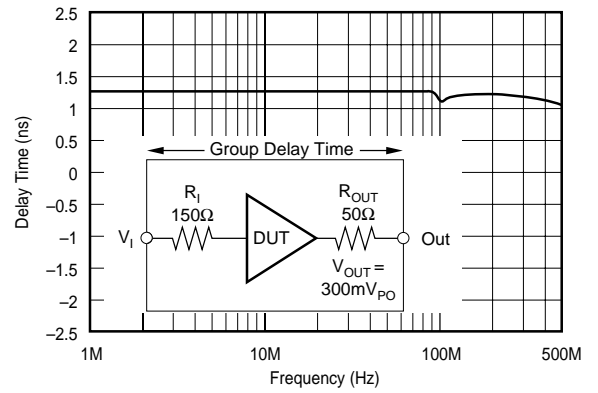 2.5
2
1.5
1
0.5
0
–0.5
–1
–1.5
–2
–2.5
Delay Time (ns)
Group Delay Time
R_I
150Ω
R_OUT
50Ω
V_I
DUT
Out
V_OUT =
300mV_PO
1M
10M
100M
500M
Frequency (Hz)